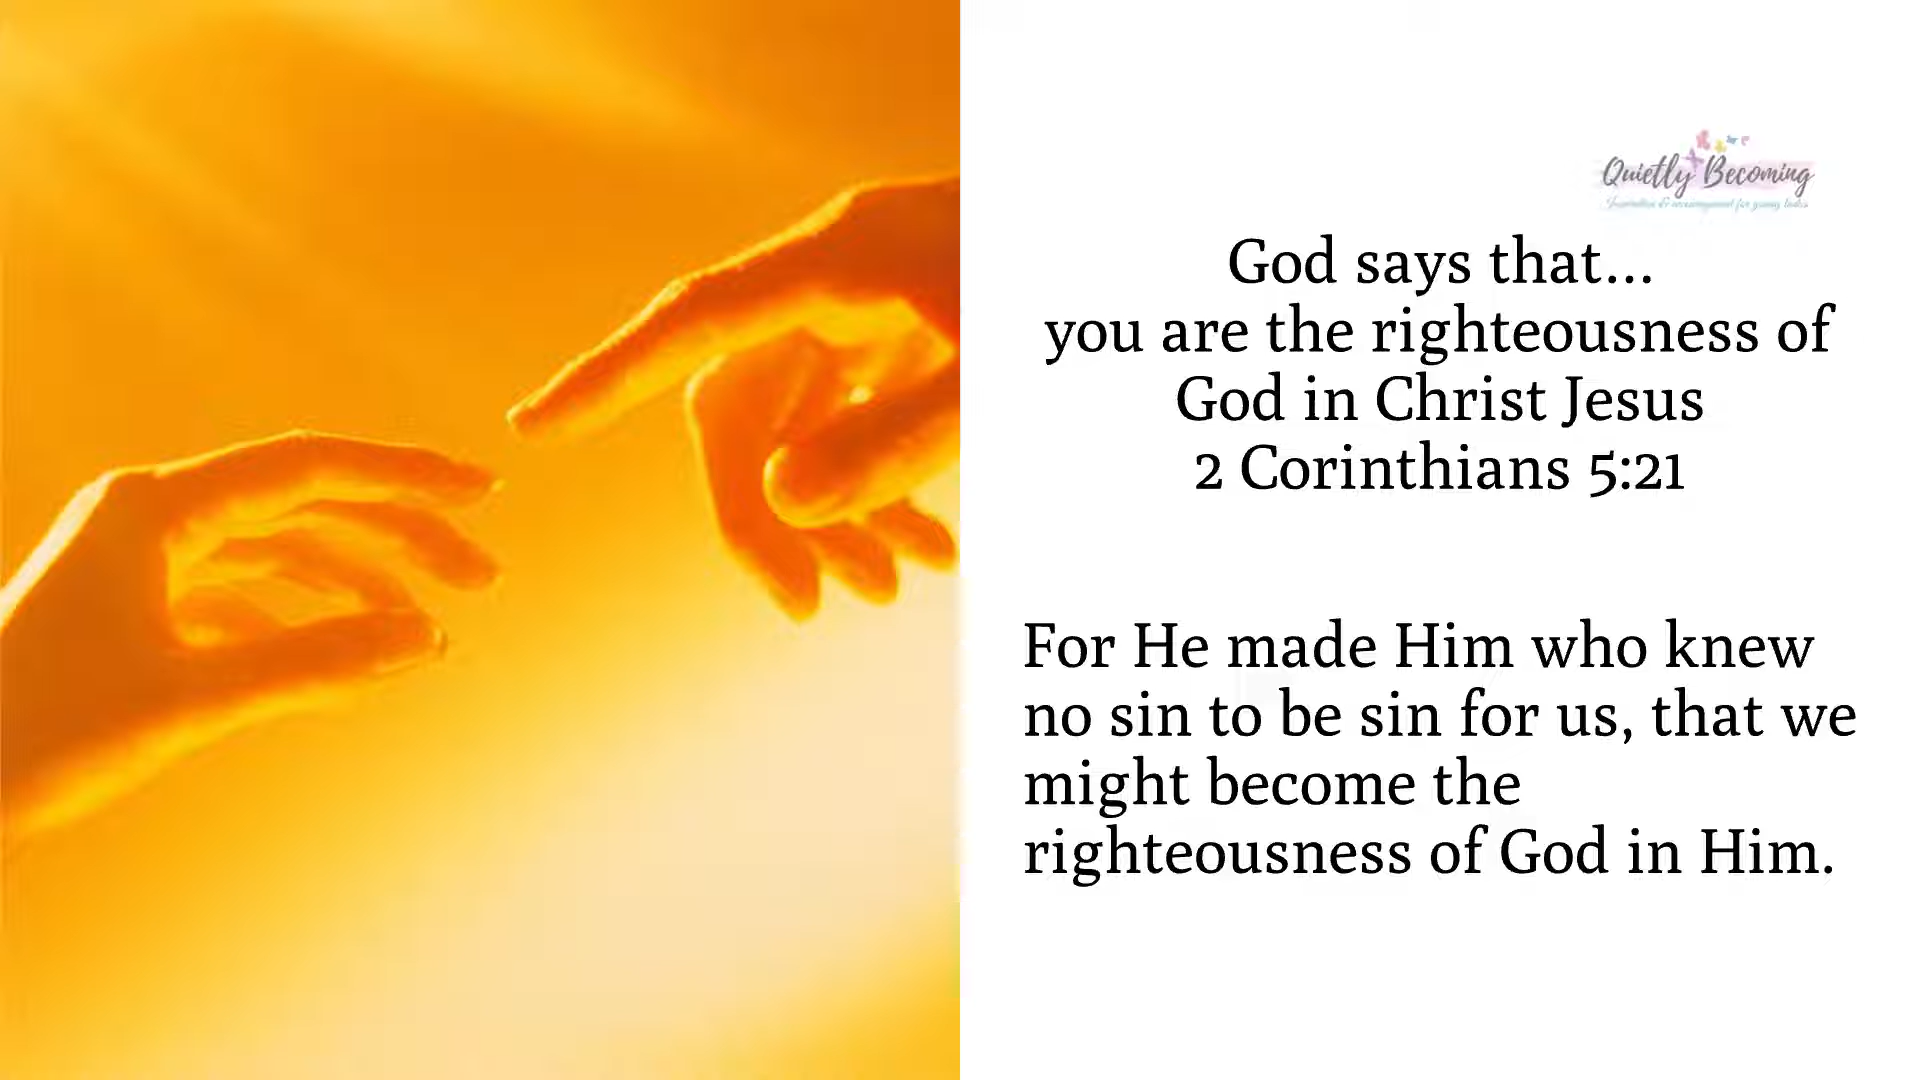 Quietly Becoming
God says that...
you are the righteousness of
God in Christ Jesus
2 Corinthians 5:21
For He made Him who knew
no sin to be sin for us, that we
might become the
righteousness of God in Him.